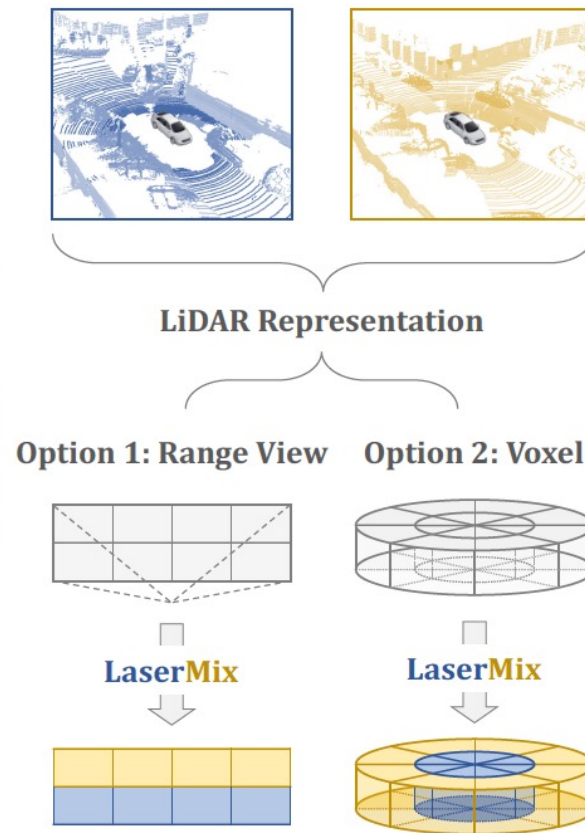 LiDAR Representation
Option 1: Range View
Option 2: Voxel
LaserMix
LaserMix